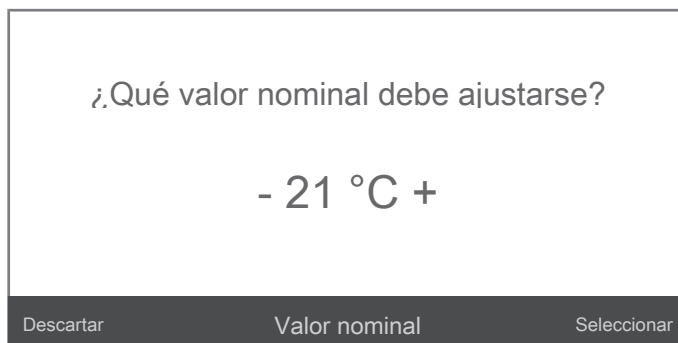 ¿Qué valor nominal debe ajustarse?
- 21 °C +
Descartar Valor nominal Seleccionar